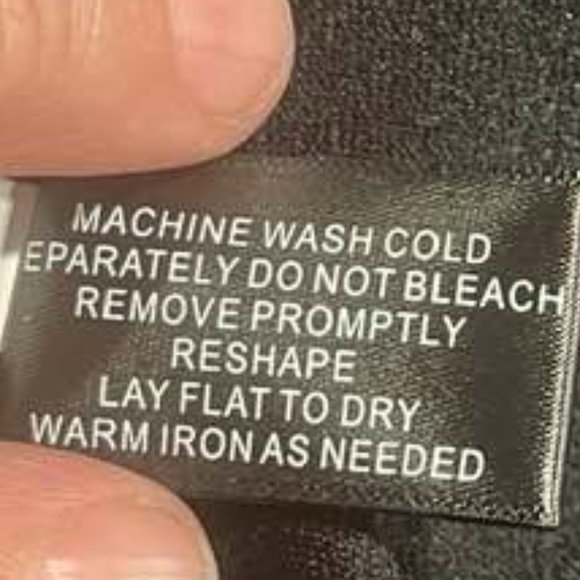 MACHINE WASH COLD
EPARATELY DO NOT BLEACH
REMOVE PROMPTLY
RESHAPE
LAY FLAT TO DRY
WARM IRON AS NEEDED